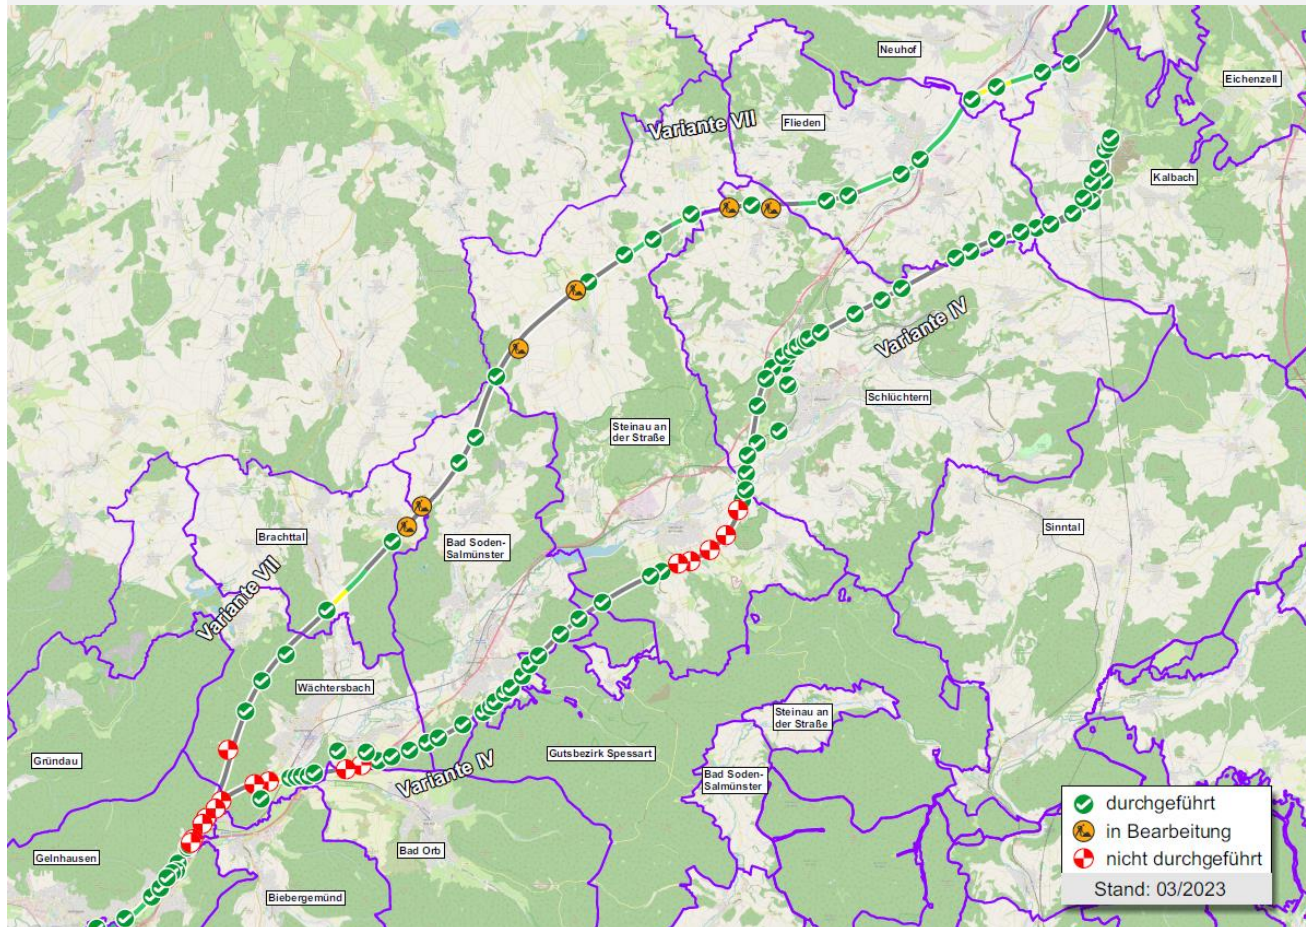 Neuhof
Eichenzell
Variante VII
Flieden
Kalbach
Variante IV
Schlüchtern
Steinau an
der Straße
Sinntal
Brachttal
Bad Soden-
Salmünster
Variante VII
Wächtersbach
Steinau an
der Straße
Gründau
Gutsbezirk Spessart
Variante IV
Bad Soden-
Salmünster
Bad Orb
Gelnhausen
Biebergemünd
durchgeführt
in Bearbeitung
nicht durchgeführt
Stand: 03/2023